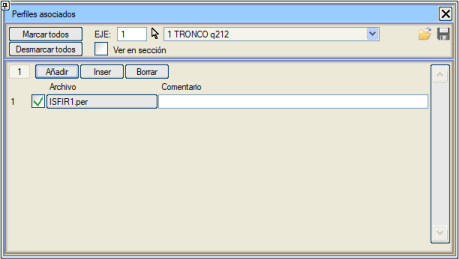 Perfiles asociados
Marcar todos EJE: 1 1 TRONCO q212
Desmarcar todos Ver en sección
1 Añadir Inser Borrar
Archivo Comentario
1 ISFIR1.per